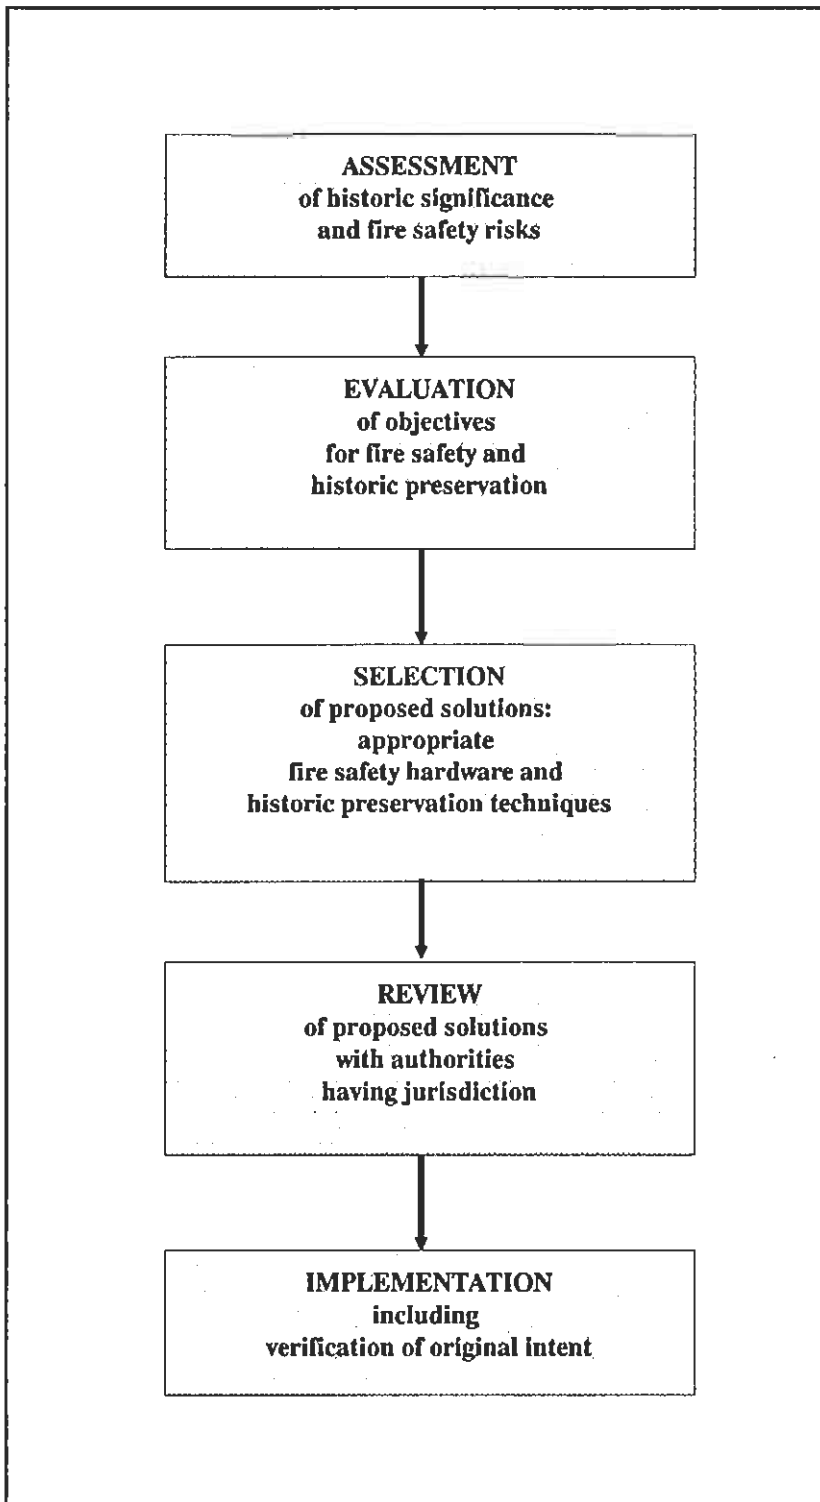 ASSESSMENT
of historic significance
and fire safety risks
EVALUATION
of objectives
for fire safety and
historic preservation
SELECTION
of proposed solutions:
appropriate
fire safety hardware and
historic preservation techniques
REVIEW
of proposed solutions
with authorities
having jurisdiction
IMPLEMENTATION
including
verification of original intent